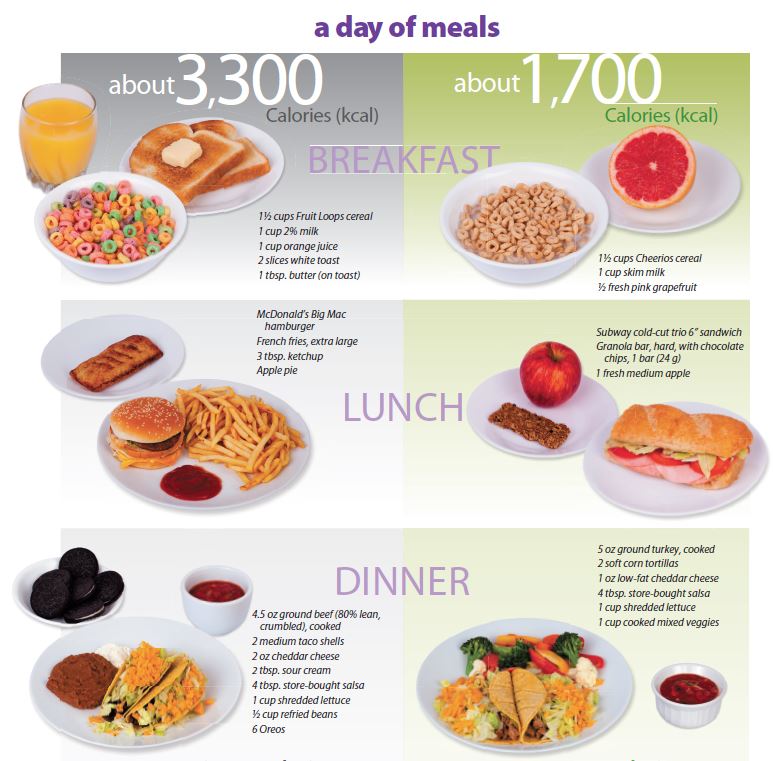 a day of meals
about 3,300
Calories (kcal)
about 1,700
Calories (kcal)
BREAKFAST
1½ cups Fruit Loops cereal
1 cup 2% milk
1 cup orange juice
2 slices white toast
1 tbsp. butter (on toast)
1½ cups Cheerios cereal
1 cup skim milk
½ fresh pink grapefruit
McDonald's Big Mac
hamburger
French fries, extra large
3 tbsp. ketchup
Apple pie
LUNCH
Subway cold-cut trio 6" sandwich
Granola bar, hard, with chocolate
chips, 1 bar (24 g)
1 fresh medium apple
DINNER
4.5 oz ground beef (80% lean,
crumbled), cooked
2 medium taco shells
2 oz cheddar cheese
2 tbsp. sour cream
4 tbsp. store-bought salsa
1 cup shredded lettuce
½ cup refried beans
6 Oreos
5 oz ground turkey, cooked
2 soft corn tortillas
1 oz low-fat cheddar cheese
4 tbsp. store-bought salsa
1 cup shredded lettuce
1 cup cooked mixed veggies